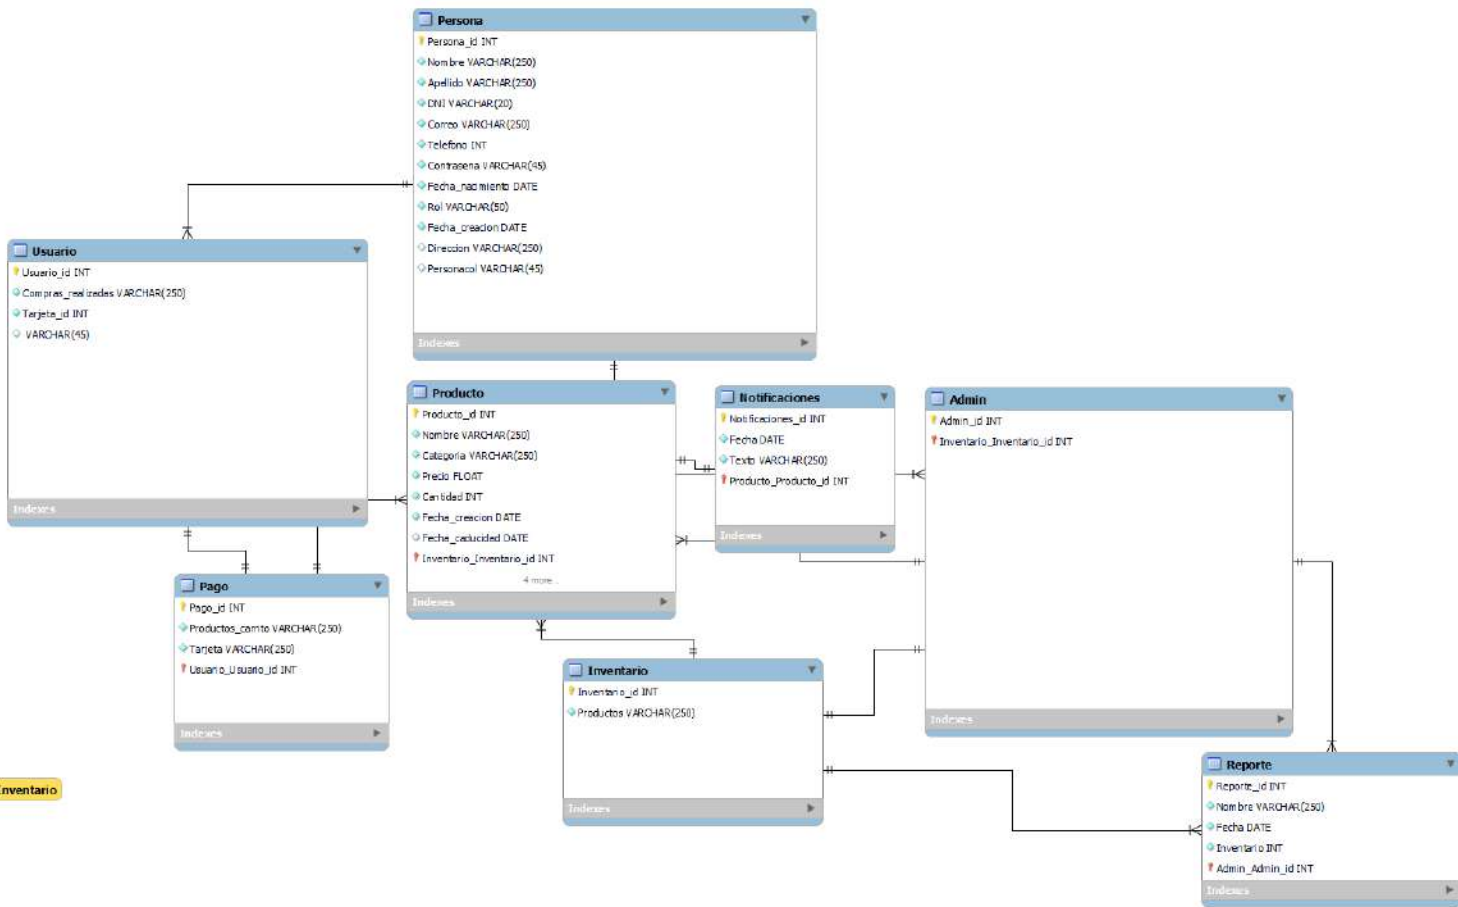 Persona
Persona_id INT
Nombre VARCHAR(250)
Apellido VARCHAR(250)
DNI VARCHAR(20)
Correo VARCHAR(250)
Telefono INT
Contrasena VARCHAR(45)
Fecha_nacimiento DATE
Rol VARCHAR(50)
Fecha_creacion DATE
Direccion VARCHAR(250)
Personacol VARCHAR(45)
Indexes
Usuario
Usuario_id INT
Compras_realizadas VARCHAR(250)
Tarjeta_id INT
VARCHAR(45)
Indexes
Producto
Producto_id INT
Nombre VARCHAR(250)
Categoria VARCHAR(250)
Precio FLOAT
Cantidad INT
Fecha_creacion DATE
Fecha_caducidad DATE
Inventario_Inventario_id INT
4 more...
Indexes
Notificaciones
Notificaciones_id INT
Fecha DATE
Texto VARCHAR(250)
Producto_Producto_id INT
Indexes
Admin
Admin_id INT
Inventario_Inventario_id INT
Indexes
Pago
Pago_id INT
Productos_carrito VARCHAR(250)
Tarjeta VARCHAR(250)
Usuario_Usuario_id INT
Indexes
Inventario
Inventario_id INT
Productos VARCHAR(250)
Indexes
Reporte
Reporte_id INT
Nombre VARCHAR(250)
Fecha DATE
Inventario INT
Admin_Admin_id INT
Indexes
Inventario